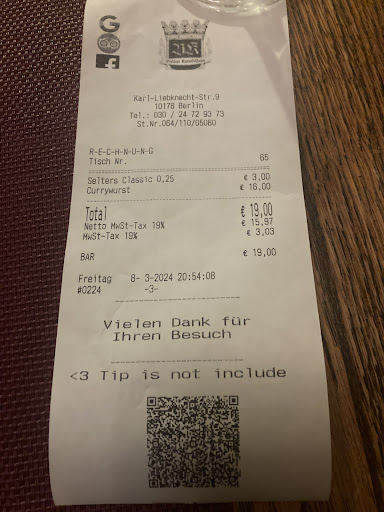 G
Karl-Liebknecht-Str.9
10178 Berlin
Tel.: 030 / 24 72 93 73
St.Nr.064/110/05060
R-E-C-H-N-U-N-G
Tisch Nr. 65
Selters Classic 0,25 € 3,00
Currywurst € 16,00
Total € 19,00
Netto MwSt-Tax 19% € 15,97
MwSt-Tax 19% € 3,03
BAR € 19,00
Freitag 8- 3-2024 20:54:08
#0224 -3-
Vielen Dank für
Ihren Besuch
<3 Tip is not include